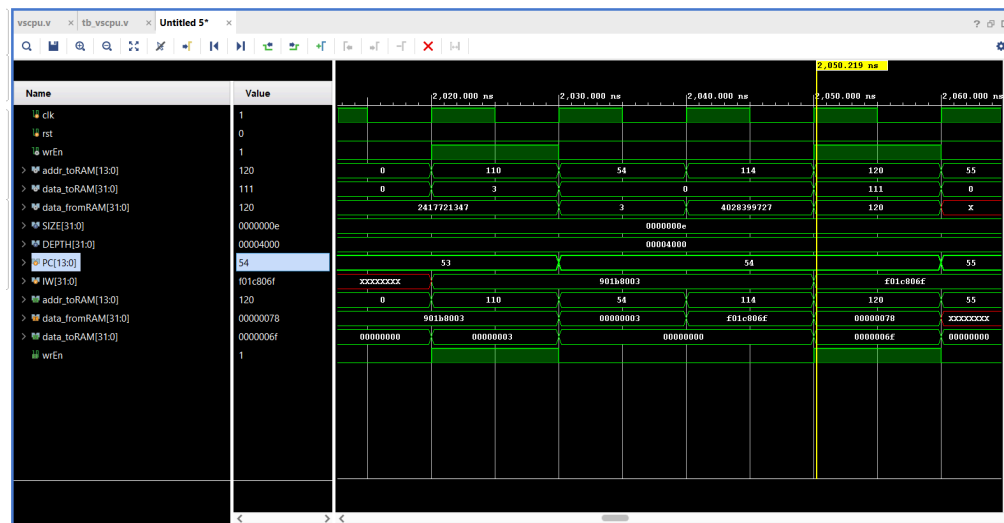 vscpu.v × tb_vscpu.v × Untitled 5* ×
2,050.219 ns
Name Value
2,020.000 ns 2,030.000 ns 2,040.000 ns 2,050.000 ns 2,060.000 ns
clk 1
rst 0
wrEn 1
> addr_toRAM[13:0] 120 0 110 54 114 120 55
> data_toRAM[31:0] 111 0 3 0 111 0
> data_fromRAM[31:0] 120 2417721347 3 4028399727 120 X
> SIZE[31:0] 0000000e 0000000e
> DEPTH[31:0] 00004000 00004000
> PC[13:0] 54 53 54 55
> IW[31:0] f01c806f XXXXXXXX 901b8003 f01c806f
> addr_toRAM[13:0] 120 0 110 54 114 120 55
> data_fromRAM[31:0] 00000078 901b8003 00000003 f01c806f 00000078 XXXXXXXX
> data_toRAM[31:0] 0000006f 00000000 00000003 00000000 0000006f 00000000
wrEn 1